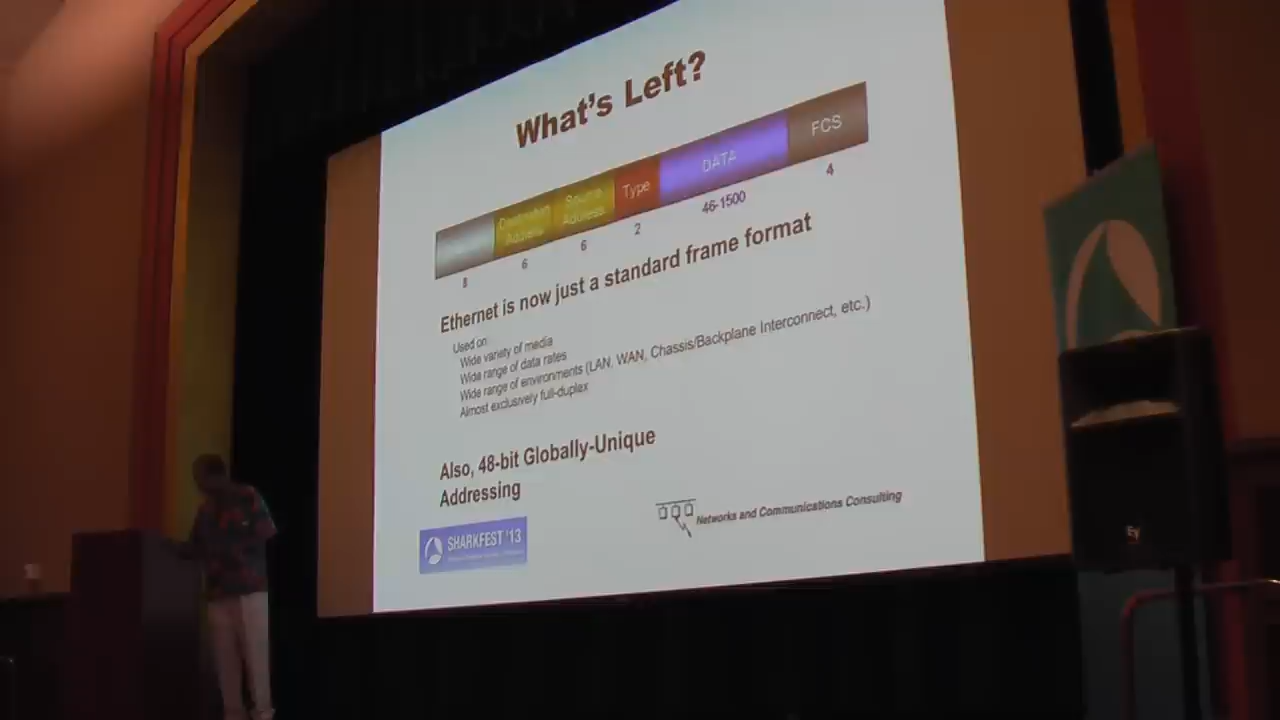 What's Left?
Destination Address
Source Address
Type
DATA
FCS
8
6
6
2
46-1500
4
Ethernet is now just a standard frame format
Used on
Wide variety of media
Wide range of data rates
Wide range of environments (LAN, WAN, Chassis/Backplane Interconnect, etc.)
Almost exclusively full-duplex
Also, 48-bit Globally-Unique
Addressing
SHARKFEST '13
Networks and Communications Consulting
EV